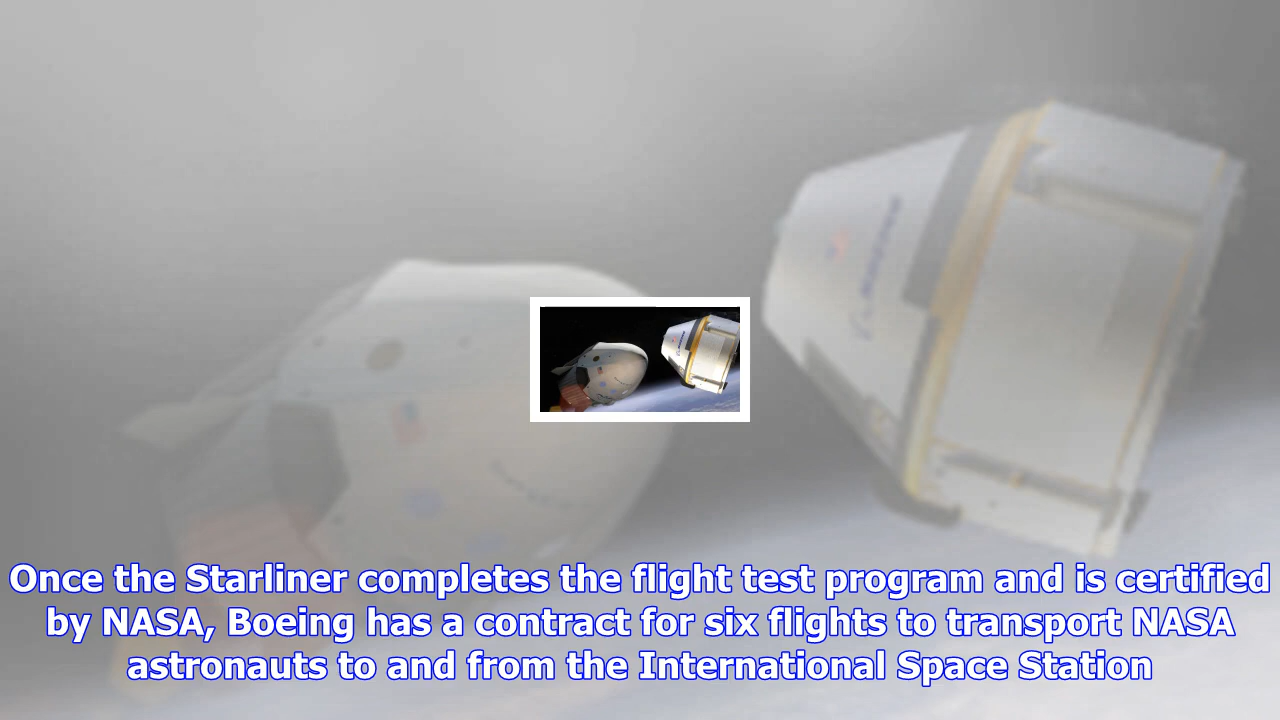 Once the Starliner completes the flight test program and is certified
by NASA, Boeing has a contract for six flights to transport NASA
astronauts to and from the International Space Station